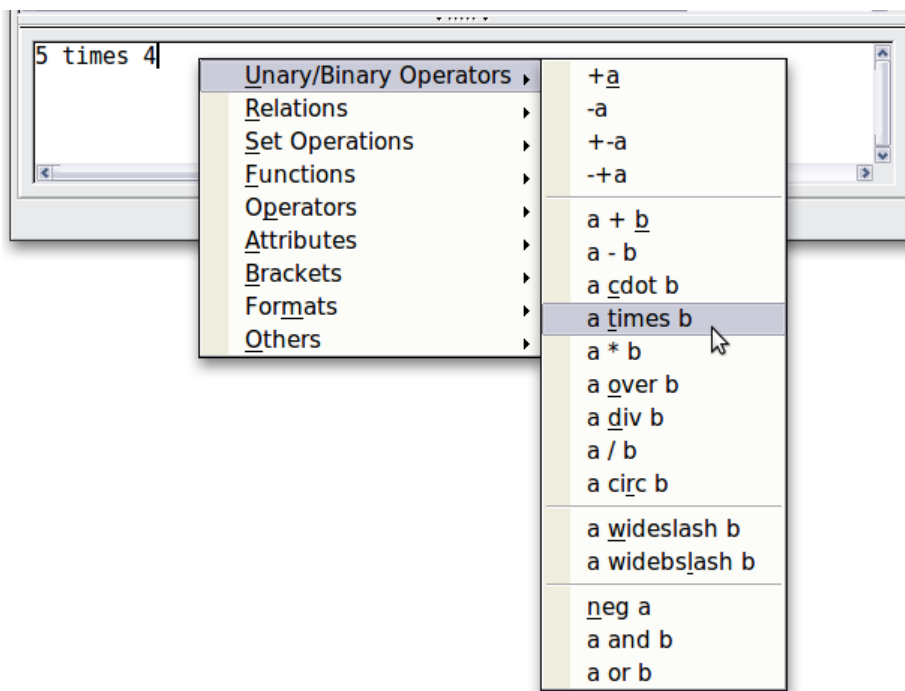 5 times 4
Unary/Binary Operators
Relations
Set Operations
Functions
Operators
Attributes
Brackets
Formats
Others
+a
-a
+-a
-+a
a + b
a - b
a cdot b
a times b
a * b
a over b
a div b
a / b
a circ b
a wideslash b
a widebslash b
neg a
a and b
a or b